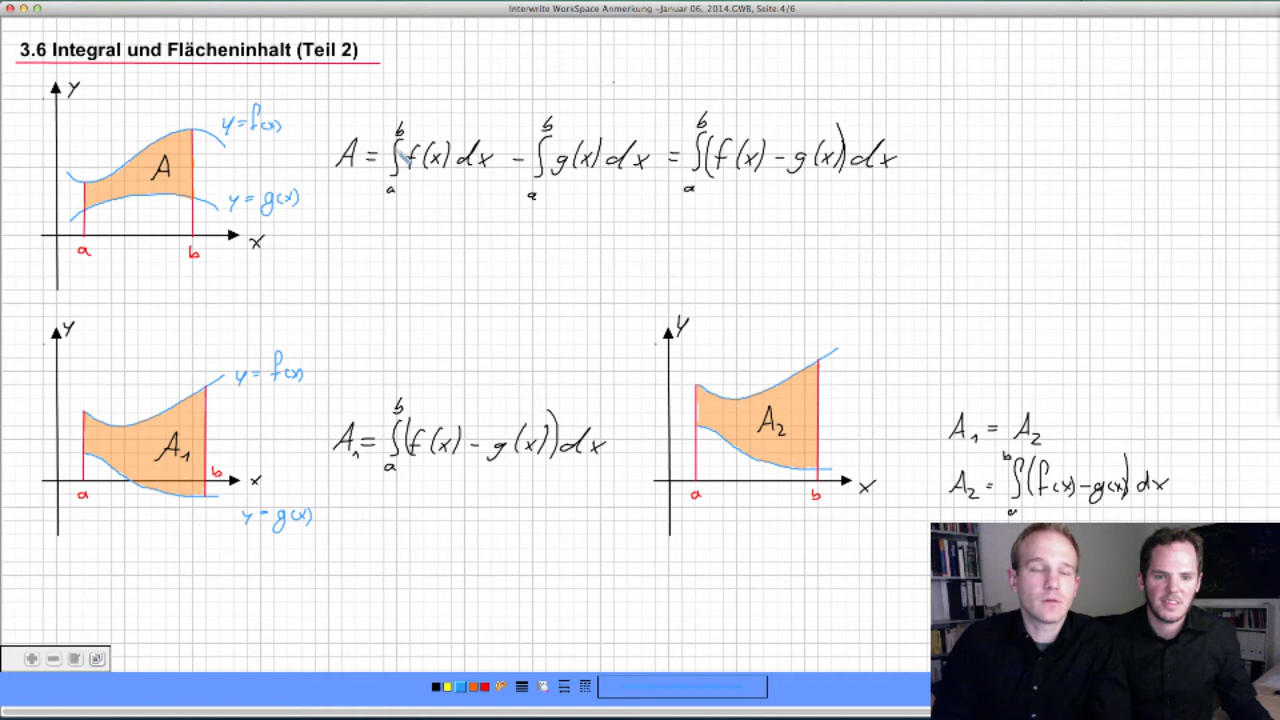 Interwrite WorkSpace Anmerkung -Januar 06, 2014.GWB, Seite:4/6
3.6 Integral und Flächeninhalt (Teil 2)
y
y=f(x)
A
y = g(x)
x
a
b
A = ∫_a^b f(x) dx - ∫_a^b g(x) dx = ∫_a^b (f(x) - g(x)) dx
y
y = f(x)
A₁
b
x
a
y = g(x)
A₁ = ∫_a^b (f(x) - g(x)) dx
y
A₂
a
b
x
A₁ = A₂
A₂ = ∫_a^b (f(x) - g(x)) dx